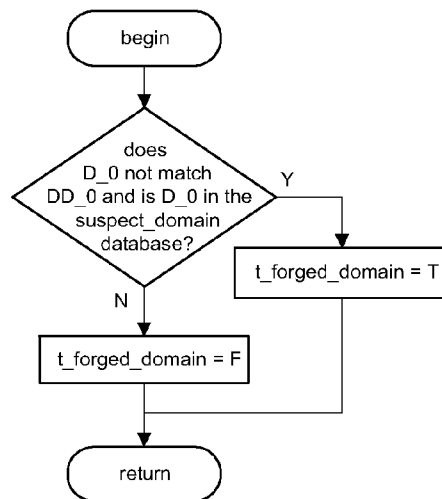 begin
does
D_0 not match
DD_0 and is D_0 in the
suspect_domain
database?
Y
t_forged_domain = T
N
t_forged_domain = F
return